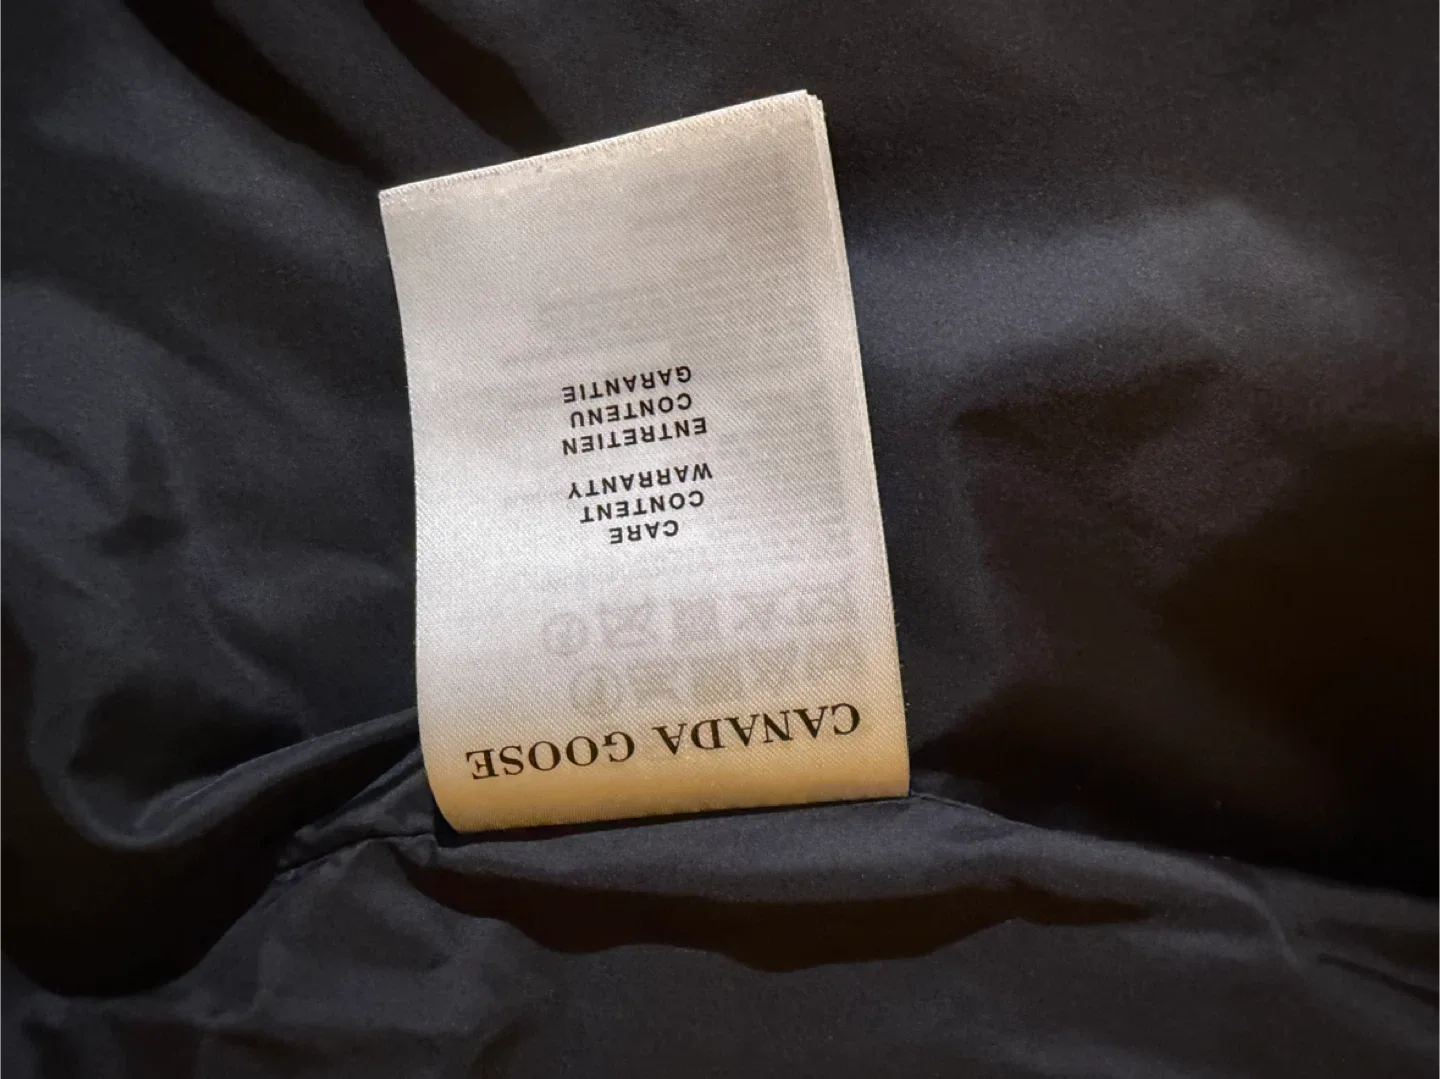 CANADA GOOSE
CARE
CONTENT
WARRANTY
ENTRETIEN
CONTENU
GARANTIE